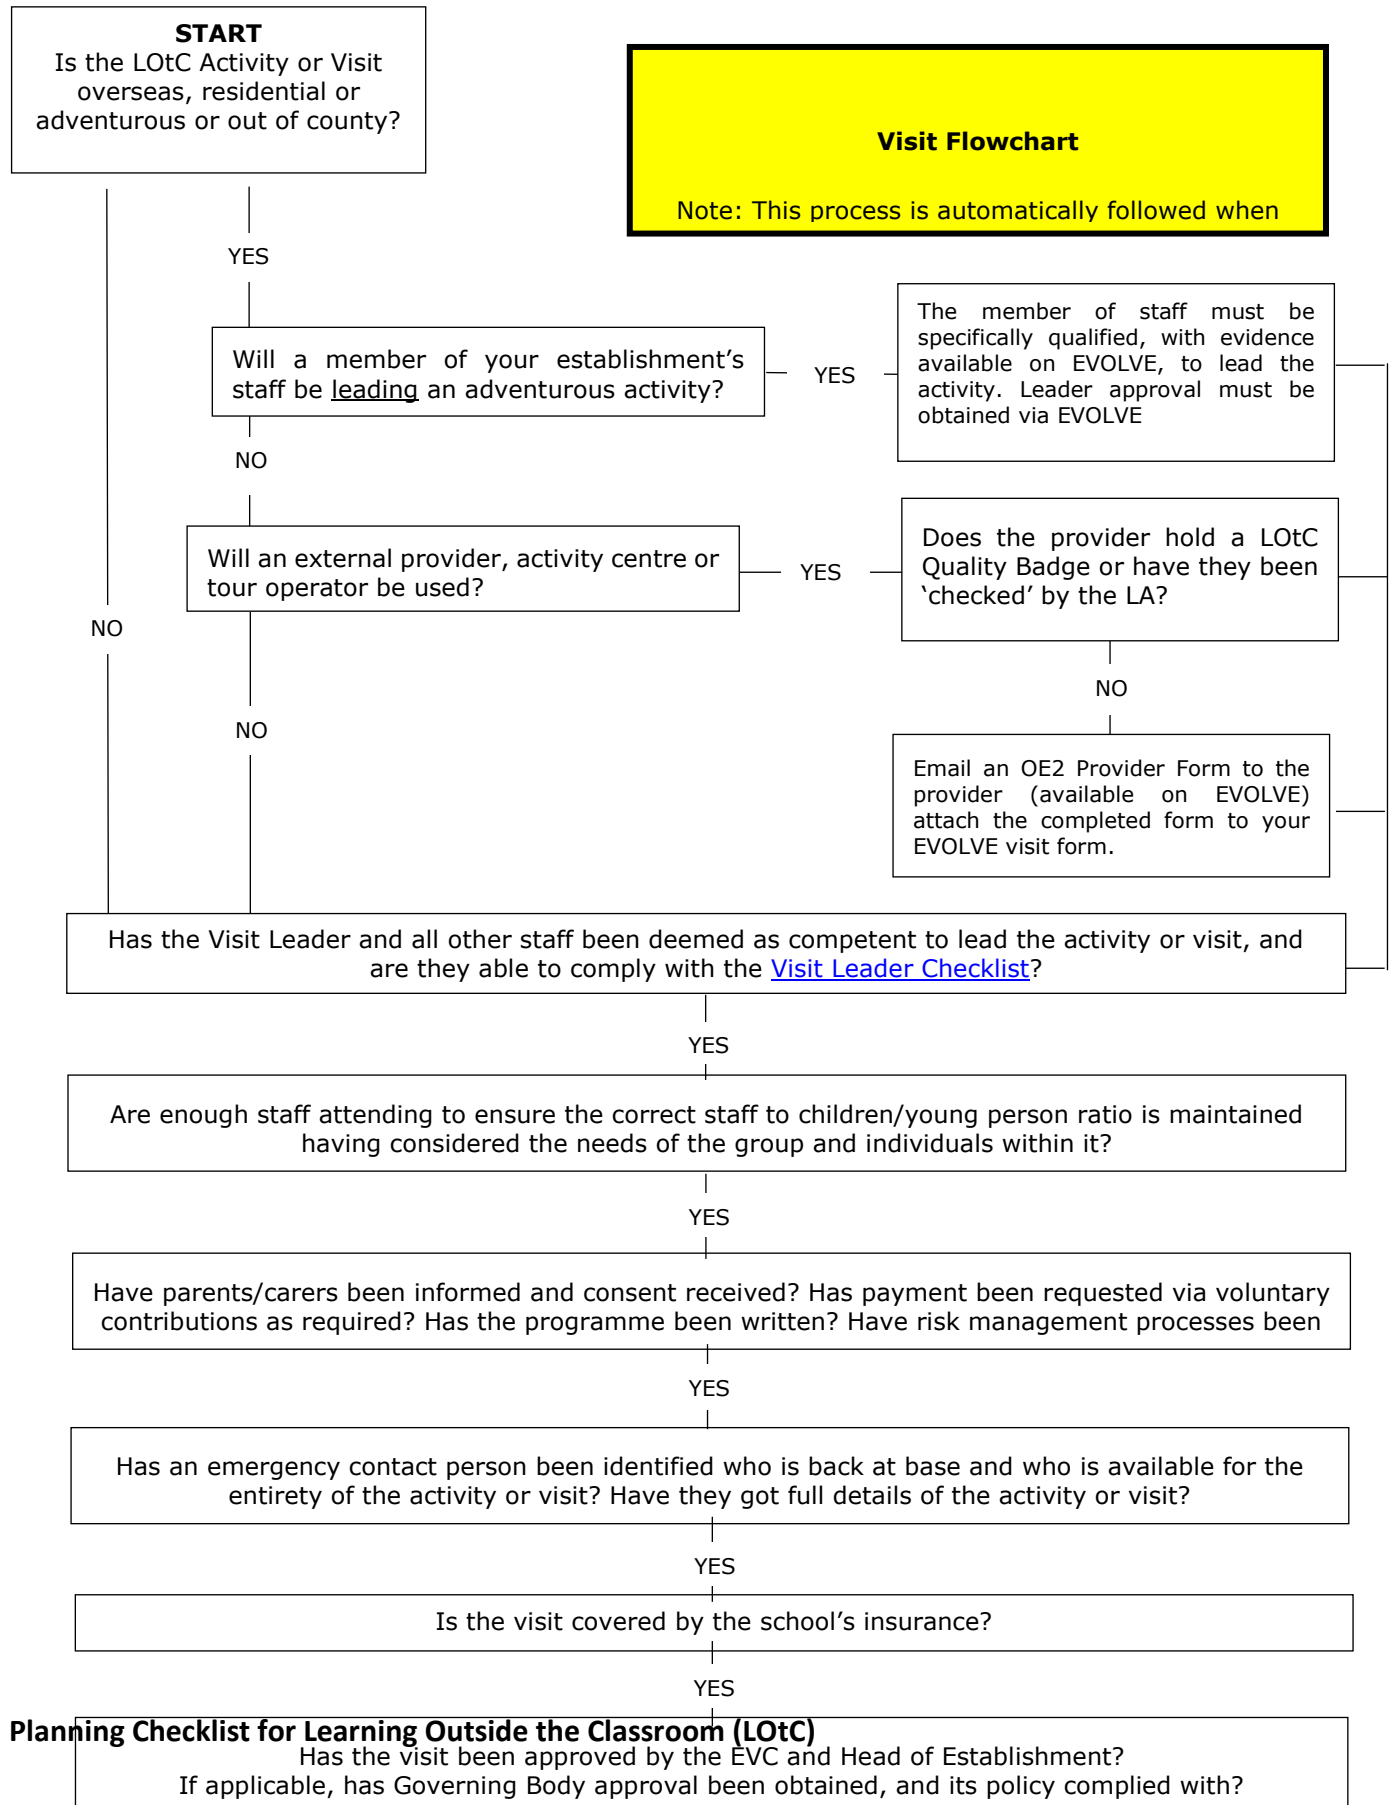 START
Is the LOtC Activity or Visit
overseas, residential or
adventurous or out of county?
Visit Flowchart
Note: This process is automatically followed when
YES
Will a member of your establishment’s
staff be leading an adventurous activity?
YES
The member of staff must be
specifically qualified, with evidence
available on EVOLVE, to lead the
activity. Leader approval must be
obtained via EVOLVE
NO
Will an external provider, activity centre or
tour operator be used?
YES
Does the provider hold a LOtC
Quality Badge or have they been
‘checked’ by the LA?
NO
NO
NO
Email an OE2 Provider Form to the
provider (available on EVOLVE)
attach the completed form to your
EVOLVE visit form.
Has the Visit Leader and all other staff been deemed as competent to lead the activity or visit, and
are they able to comply with the Visit Leader Checklist?
YES
Are enough staff attending to ensure the correct staff to children/young person ratio is maintained
having considered the needs of the group and individuals within it?
YES
Have parents/carers been informed and consent received? Has payment been requested via voluntary
contributions as required? Has the programme been written? Have risk management processes been
YES
Has an emergency contact person been identified who is back at base and who is available for the
entirety of the activity or visit? Have they got full details of the activity or visit?
YES
Is the visit covered by the school’s insurance?
YES
Planning Checklist for Learning Outside the Classroom (LOtC)
Has the visit been approved by the EVC and Head of Establishment?
If applicable, has Governing Body approval been obtained, and its policy complied with?